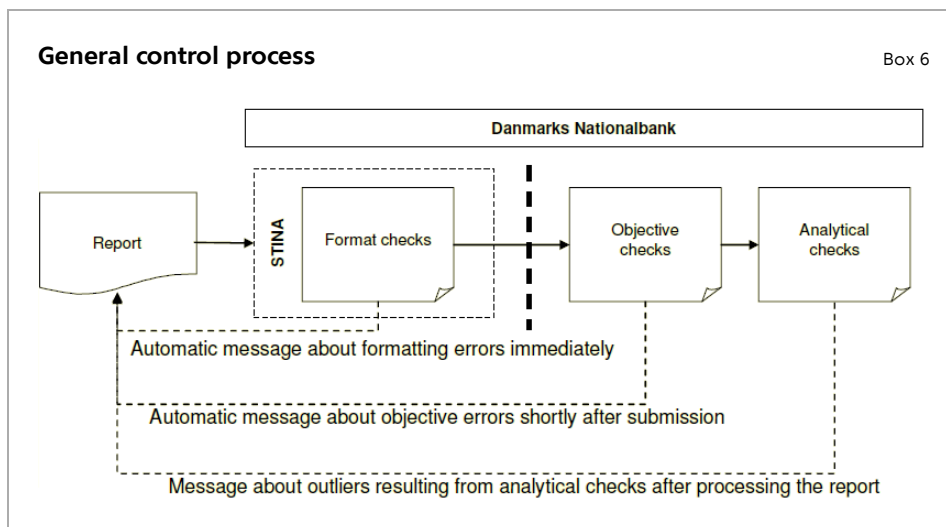 General control process
Box 6
Danmarks Nationalbank
Report
STINA
Format checks
Objective
checks
Analytical
checks
Automatic message about formatting errors immediately
Automatic message about objective errors shortly after submission
Message about outliers resulting from analytical checks after processing the report